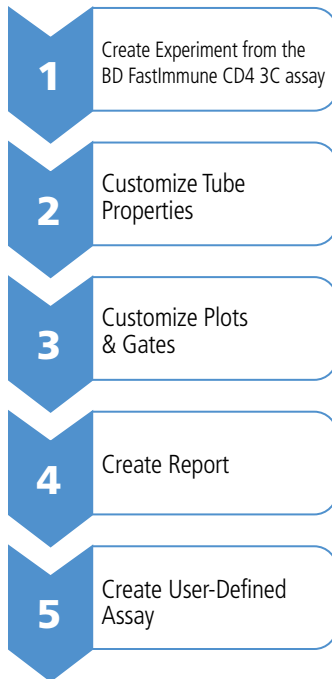 1
Create Experiment from the
BD FastImmune CD4 3C assay
2
Customize Tube
Properties
3
Customize Plots
& Gates
4
Create Report
5
Create User-Defined
Assay